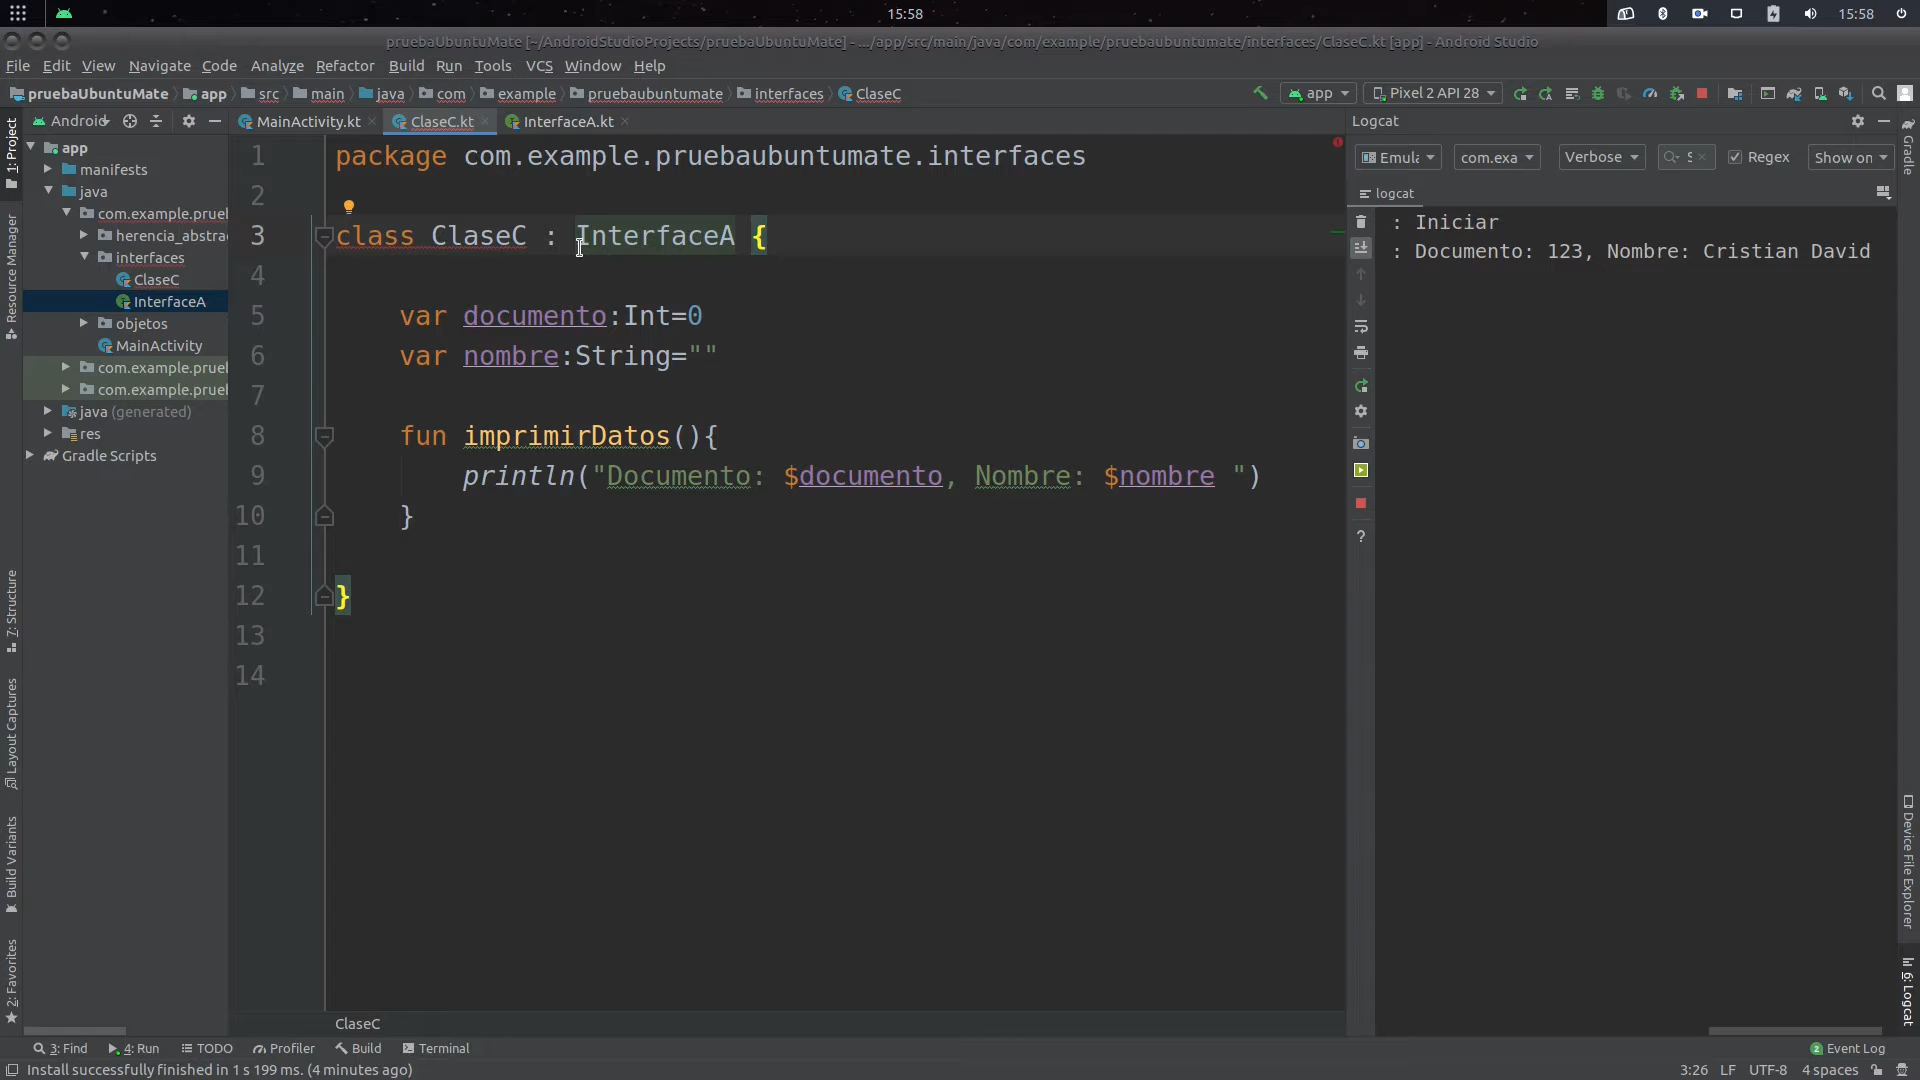 15:58
15:58
pruebaUbuntuMate [~/AndroidStudioProjects/pruebaUbuntuMate] - .../app/src/main/java/com/example/pruebaubuntumate/interfaces/ClaseC.kt [app] - Android Studio
File Edit View Navigate Code Analyze Refactor Build Run Tools VCS Window Help
pruebaUbuntuMate app src main java com example pruebaubuntumate interfaces ClaseC
app Pixel 2 API 28
Android
MainActivity.kt ClaseC.kt InterfaceA.kt
Logcat
1: Project
Resource Manager
7: Structure
Layout Captures
Build Variants
2: Favorites
app
manifests
java
com.example.pruel
herencia_abstra
interfaces
ClaseC
InterfaceA
objetos
MainActivity
com.example.pruel
com.example.pruel
java (generated)
res
Gradle Scripts
1 package com.example.pruebaubuntumate.interfaces
2
3 class ClaseC : InterfaceA {
4
5 var documento:Int=0
6 var nombre:String=""
7
8 fun imprimirDatos(){
9 println("Documento: $documento, Nombre: $nombre ")
10 }
11
12 }
13
14
ClaseC
Emula com.exa Verbose Regex Show on
logcat
: Iniciar
: Documento: 123, Nombre: Cristian David
?
Gradle
Device File Explorer
6: Logcat
3: Find 4: Run TODO Profiler Build Terminal
2 Event Log
Install successfully finished in 1 s 199 ms. (4 minutes ago)
3:26 LF UTF-8 4 spaces